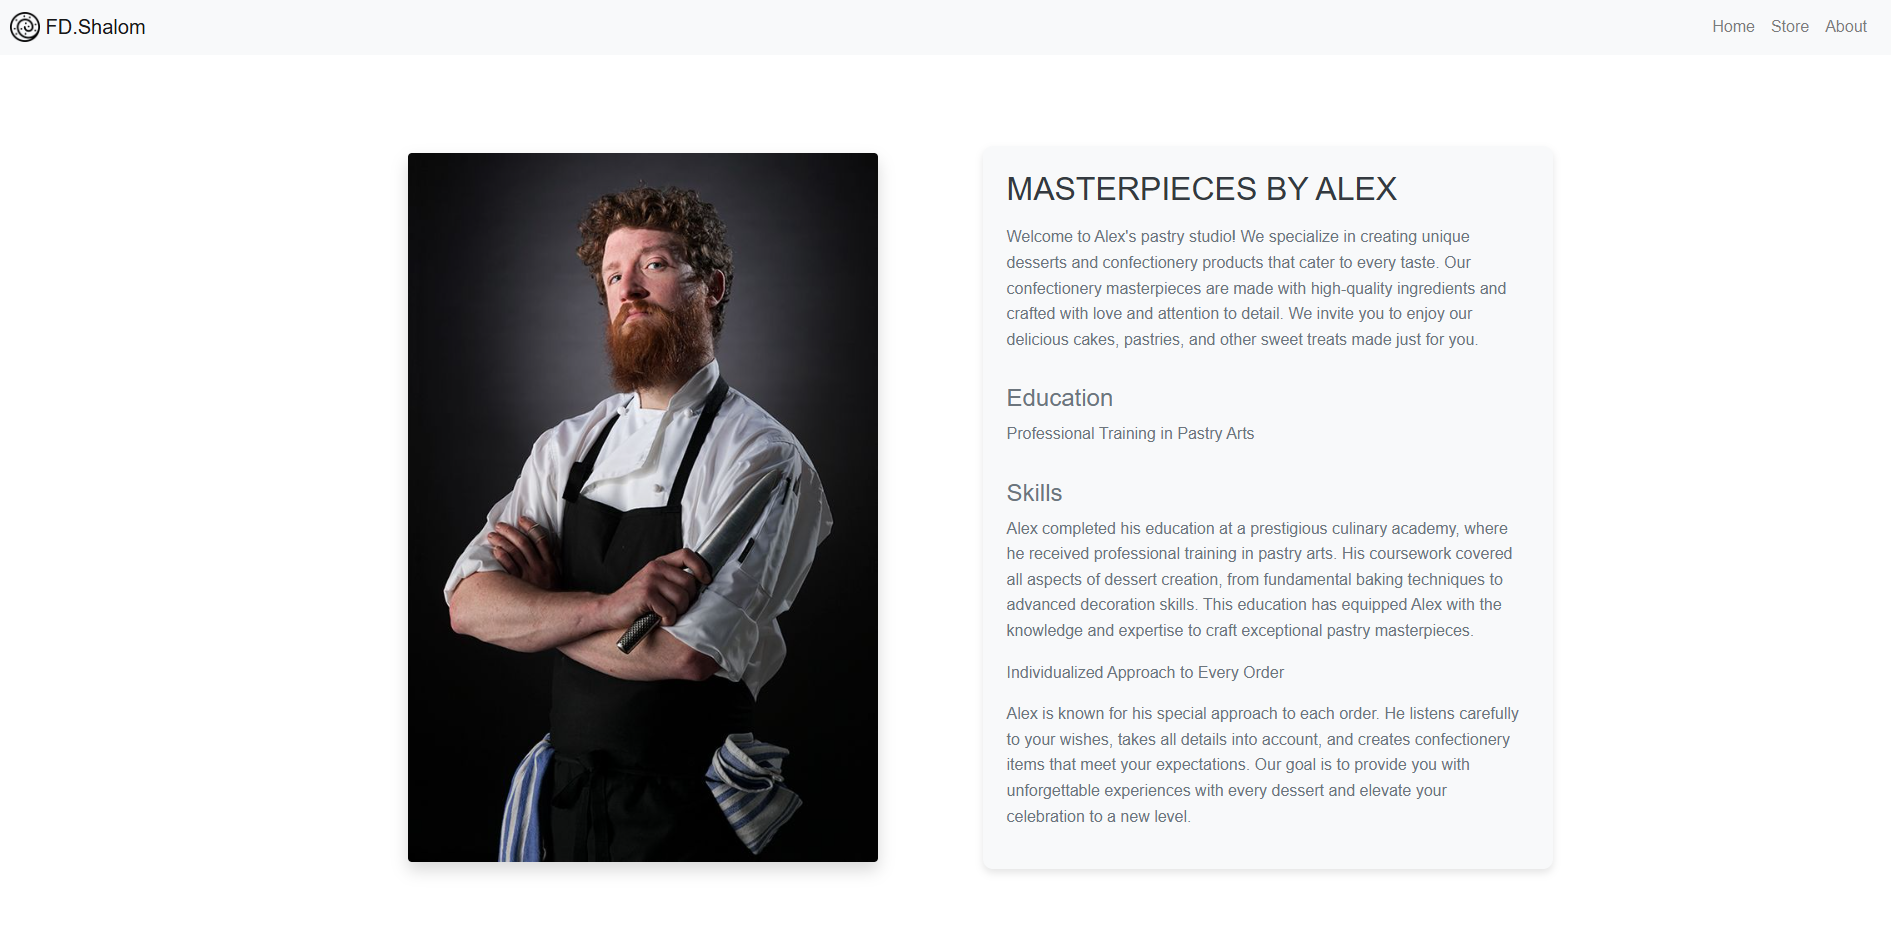 FD.Shalom
Home Store About
MASTERPIECES BY ALEX
Welcome to Alex's pastry studio! We specialize in creating unique
desserts and confectionery products that cater to every taste. Our
confectionery masterpieces are made with high-quality ingredients and
crafted with love and attention to detail. We invite you to enjoy our
delicious cakes, pastries, and other sweet treats made just for you.
Education
Professional Training in Pastry Arts
Skills
Alex completed his education at a prestigious culinary academy, where
he received professional training in pastry arts. His coursework covered
all aspects of dessert creation, from fundamental baking techniques to
advanced decoration skills. This education has equipped Alex with the
knowledge and expertise to craft exceptional pastry masterpieces.
Individualized Approach to Every Order
Alex is known for his special approach to each order. He listens carefully
to your wishes, takes all details into account, and creates confectionery
items that meet your expectations. Our goal is to provide you with
unforgettable experiences with every dessert and elevate your
celebration to a new level.